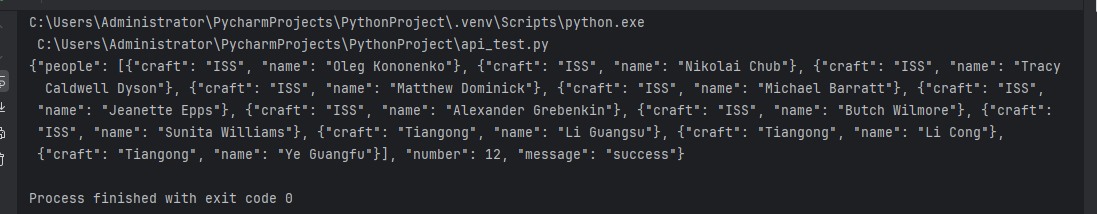 C:\Users\Administrator\PycharmProjects\PythonProject\.venv\Scripts\python.exe
C:\Users\Administrator\PycharmProjects\PythonProject\api_test.py
{"people": [{"craft": "ISS", "name": "Oleg Kononenko"}, {"craft": "ISS", "name": "Nikolai Chub"}, {"craft": "ISS", "name": "Tracy
Caldwell Dyson"}, {"craft": "ISS", "name": "Matthew Dominick"}, {"craft": "ISS", "name": "Michael Barratt"}, {"craft": "ISS",
"name": "Jeanette Epps"}, {"craft": "ISS", "name": "Alexander Grebenkin"}, {"craft": "ISS", "name": "Butch Wilmore"}, {"craft":
"ISS", "name": "Sunita Williams"}, {"craft": "Tiangong", "name": "Li Guangsu"}, {"craft": "Tiangong", "name": "Li Cong"},
{"craft": "Tiangong", "name": "Ye Guangfu"}], "number": 12, "message": "success"}
Process finished with exit code 0